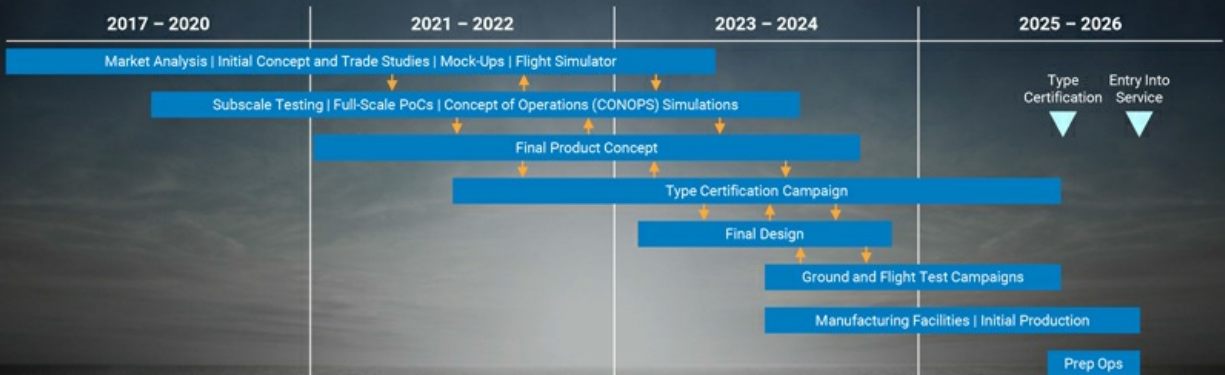 2017 – 2020
2021 – 2022
2023 – 2024
2025 – 2026
Market Analysis | Initial Concept and Trade Studies | Mock-Ups | Flight Simulator
Type
Certification
Entry Into
Service
Subscale Testing | Full-Scale PoCs | Concept of Operations (CONOPS) Simulations
Final Product Concept
Type Certification Campaign
Final Design
Ground and Flight Test Campaigns
Manufacturing Facilities | Initial Production
Prep Ops